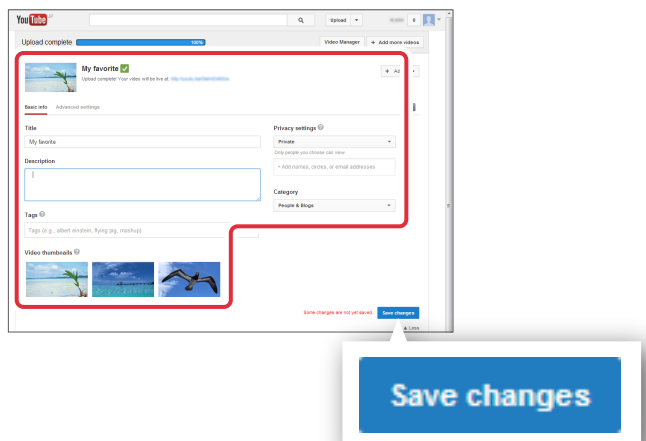 YouTube JP
Upload
0
Upload complete 100% Video Manager + Add more videos
My favorite
Upload complete! Your video will be live at:
+ Ad
Basic info Advanced settings
Title
My favorite
Privacy settings
Private
Only people you choose can view
+ Add names, circles, or email addresses
Description
Category
People & Blogs
Tags
Tags (e.g., albert einstein, flying pig, mashup)
Video thumbnails
Some changes are not yet saved. Save changes
Less
Save changes